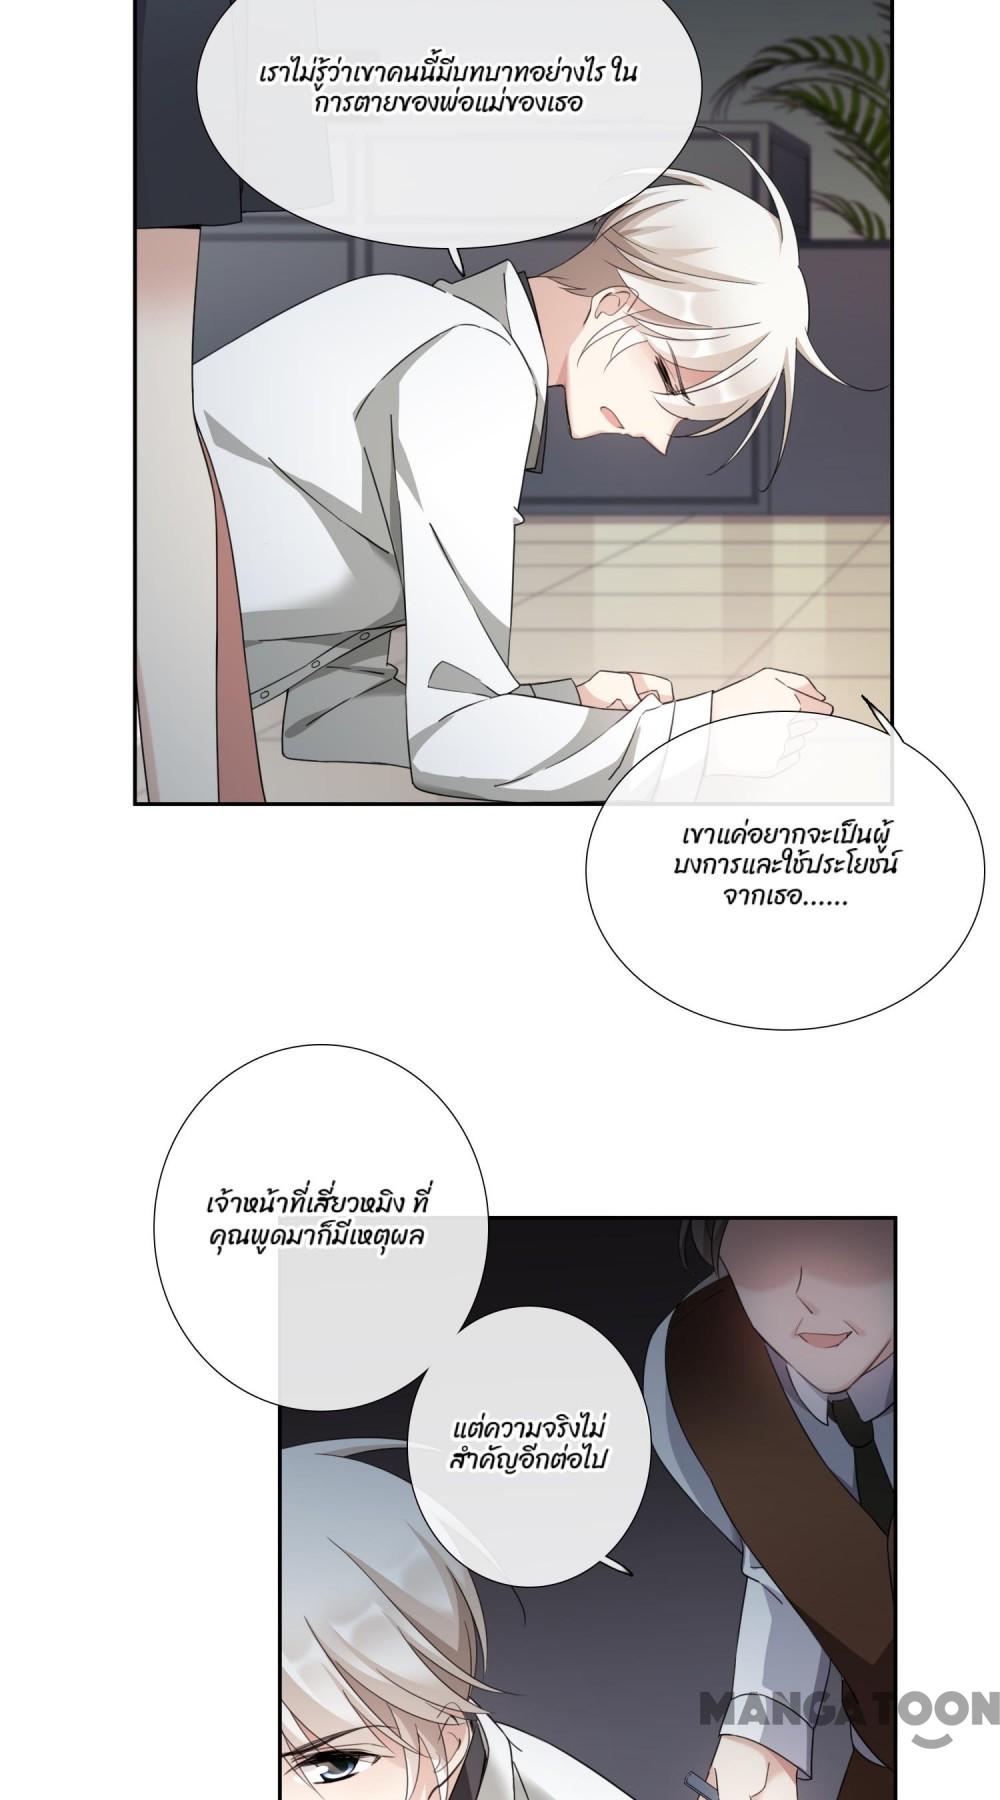 เราไม่รู้ว่าเขาคนนี้มีบทบาทอย่างไร ใน
การตายของพ่อแม่ของเธอ
เขาแค่อยากจะเป็นผู้
บงการและใช้ประโยชน์
จากเธอ......
เจ้าหน้าที่เสี่ยวหมิง ที่
คุณพูดมาก็มีเหตุผล
แต่ความจริงไม่
สำคัญอีกต่อไป
MANGATOON